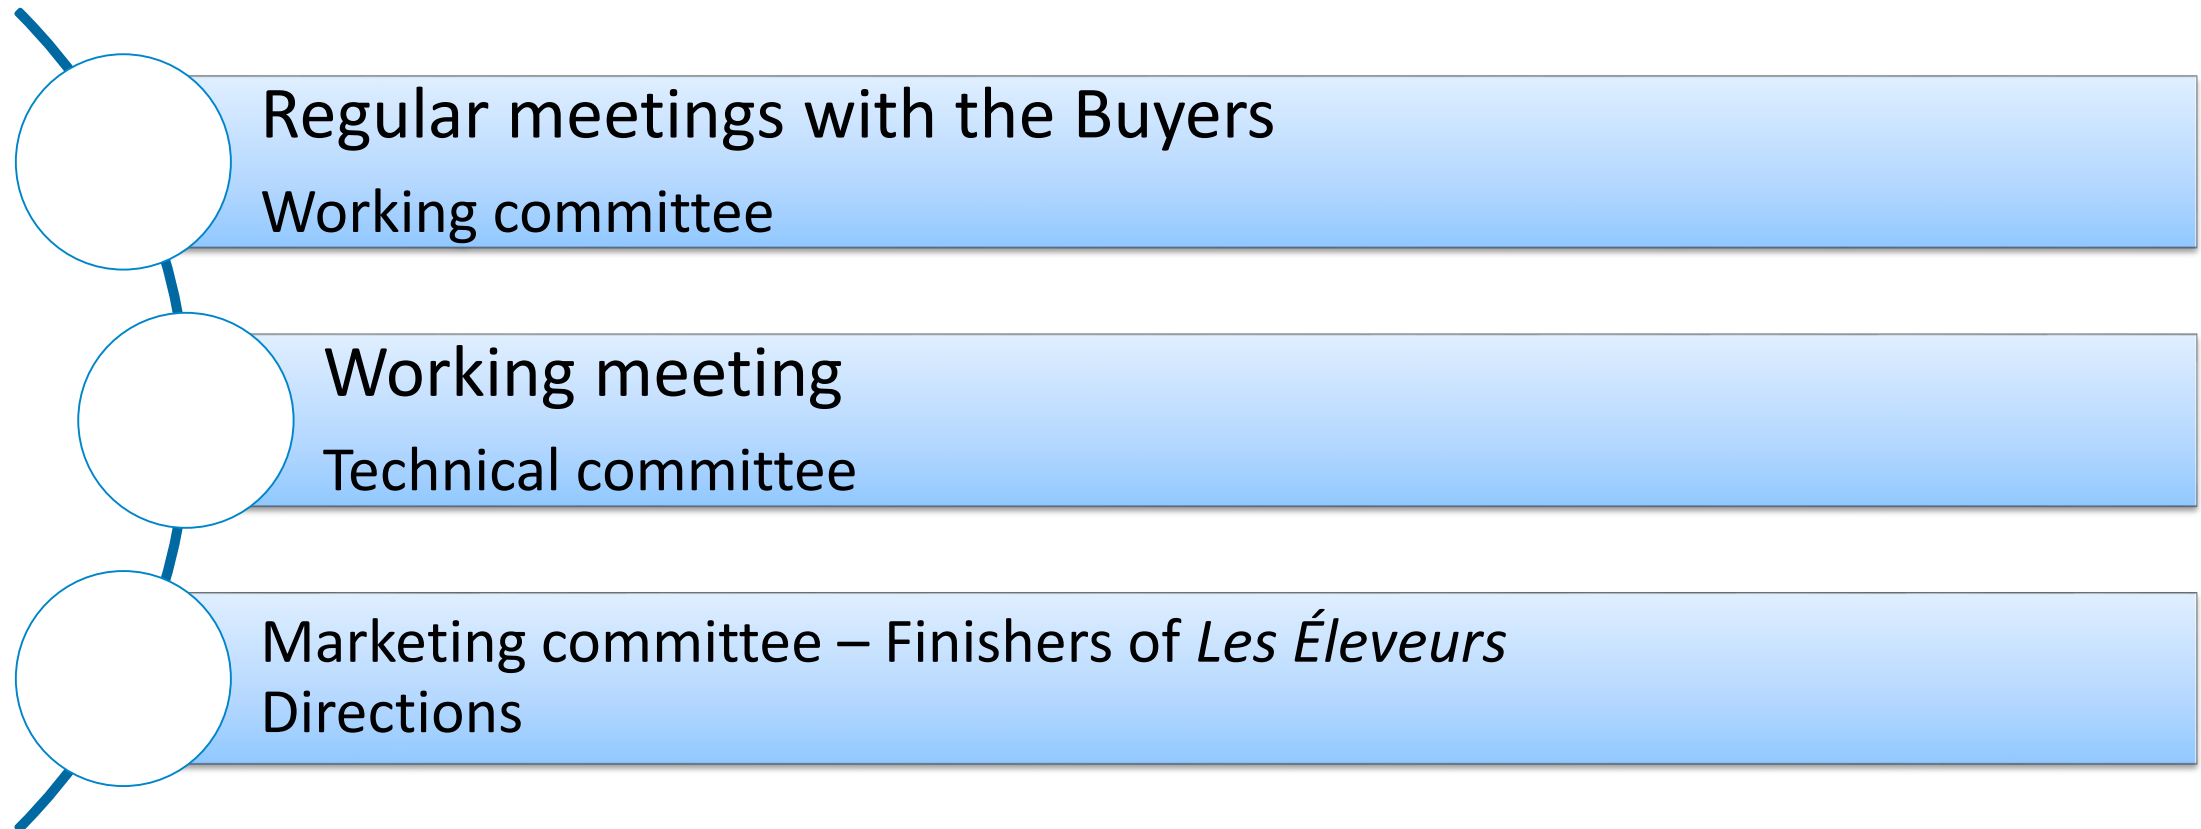 Regular meetings with the Buyers
Working committee
Working meeting
Technical committee
Marketing committee – Finishers of Les Éleveurs
Directions